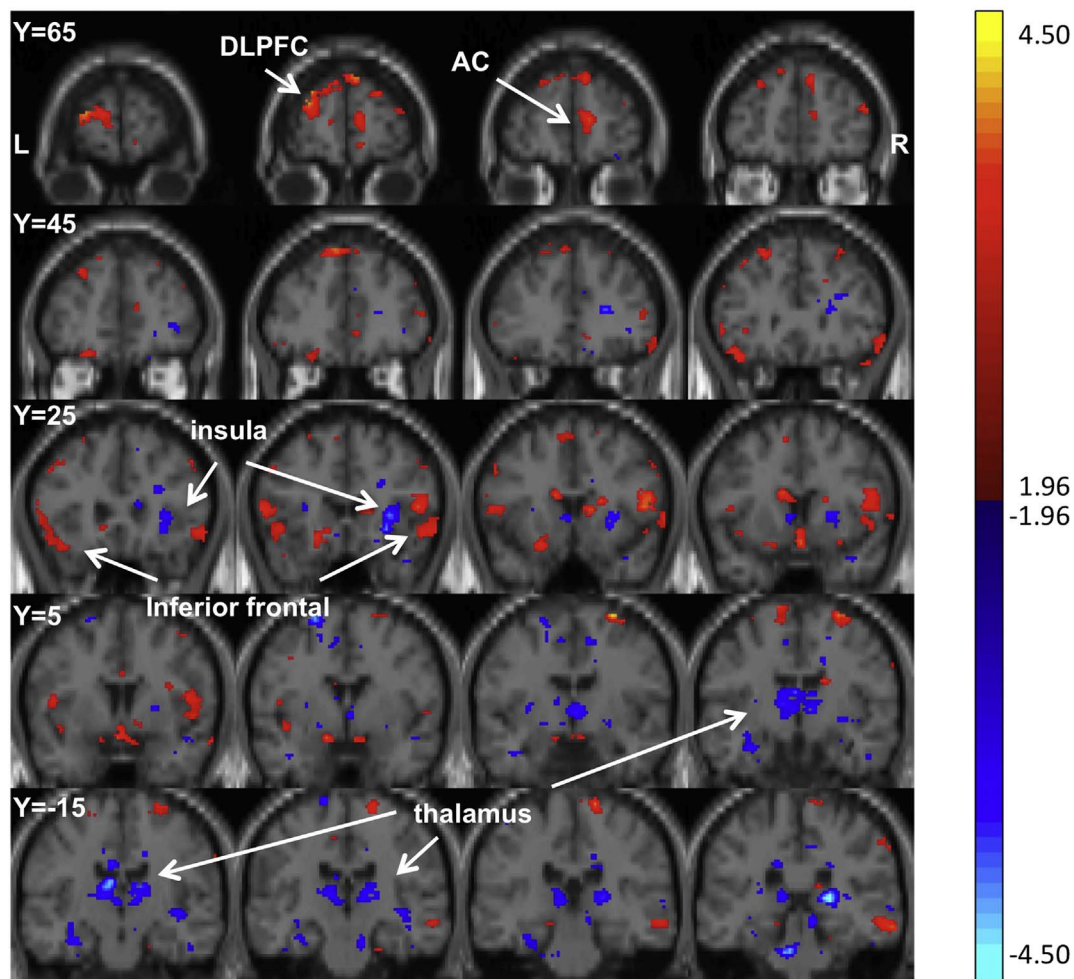 Y=65
DLPFC
AC
L
R
Y=45
Y=25
insula
Inferior frontal
Y=5
Y=-15
thalamus
4.50
1.96
-1.96
-4.50